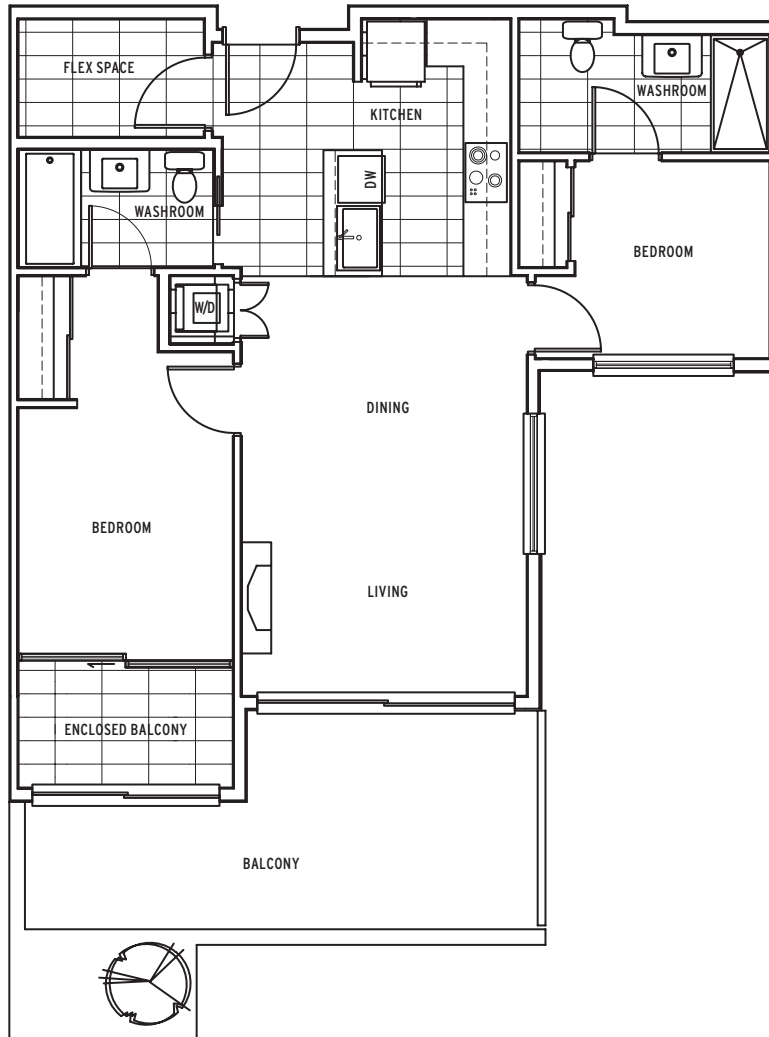 FLEX SPACE
KITCHEN
WASHROOM
DW
WASHROOM
BEDROOM
W/D
DINING
BEDROOM
LIVING
ENCLOSED BALCONY
BALCONY